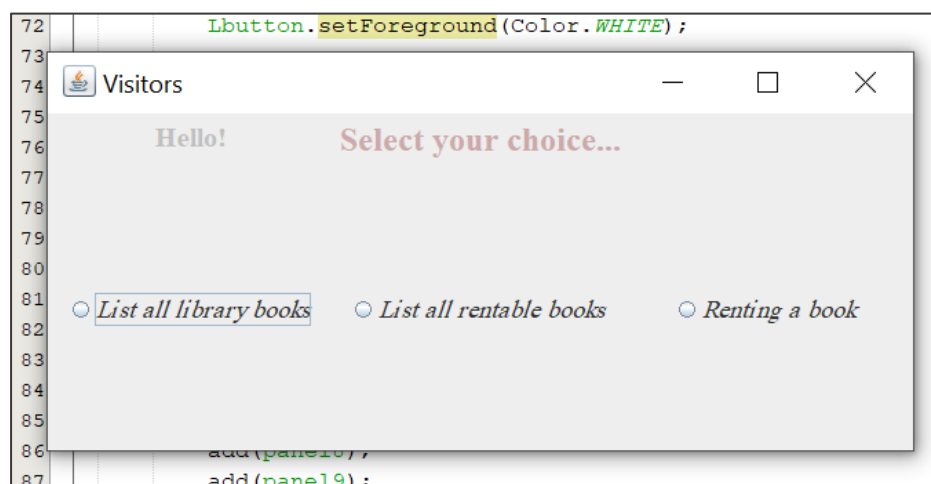 72 Lbutton.setForeground(Color.WHITE);
73
74 Visitors
75
76 Hello! Select your choice...
77
78
79
80
81 List all library books List all rentable books Renting a book
82
83
84
85
86 add(panel8);
87 add(panel9);